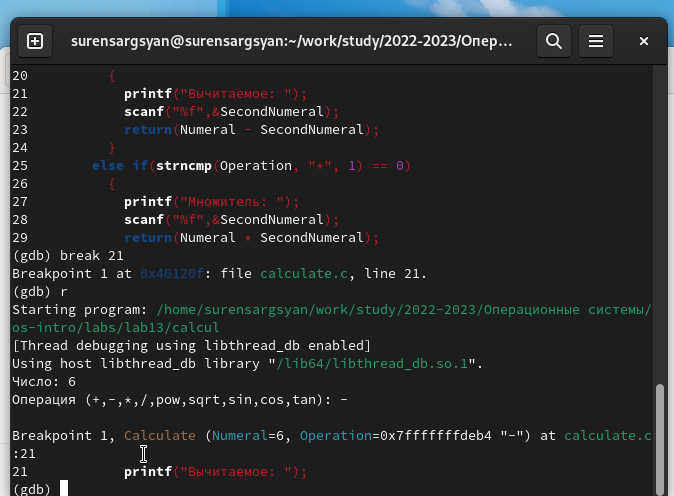 surensargsyan@surensargsyan:~/work/study/2022-2023/Опер...
20          {
21            printf("Вычитаемое: ");
22            scanf("%f",&SecondNumeral);
23            return(Numeral - SecondNumeral);
24          }
25        else if(strncmp(Operation, "*", 1) == 0)
26          {
27            printf("Множитель: ");
28            scanf("%f",&SecondNumeral);
29            return(Numeral * SecondNumeral);
(gdb) break 21
Breakpoint 1 at 0x40120f: file calculate.c, line 21.
(gdb) r
Starting program: /home/surensargsyan/work/study/2022-2023/Операционные системы/
os-intro/labs/lab13/calcul
[Thread debugging using libthread_db enabled]
Using host libthread_db library "/lib64/libthread_db.so.1".
Число: 6
Операция (+,-,*,/,pow,sqrt,sin,cos,tan): -
Breakpoint 1, Calculate (Numeral=6, Operation=0x7fffffffdeb4 "-") at calculate.c
:21
21            printf("Вычитаемое: ");
(gdb)